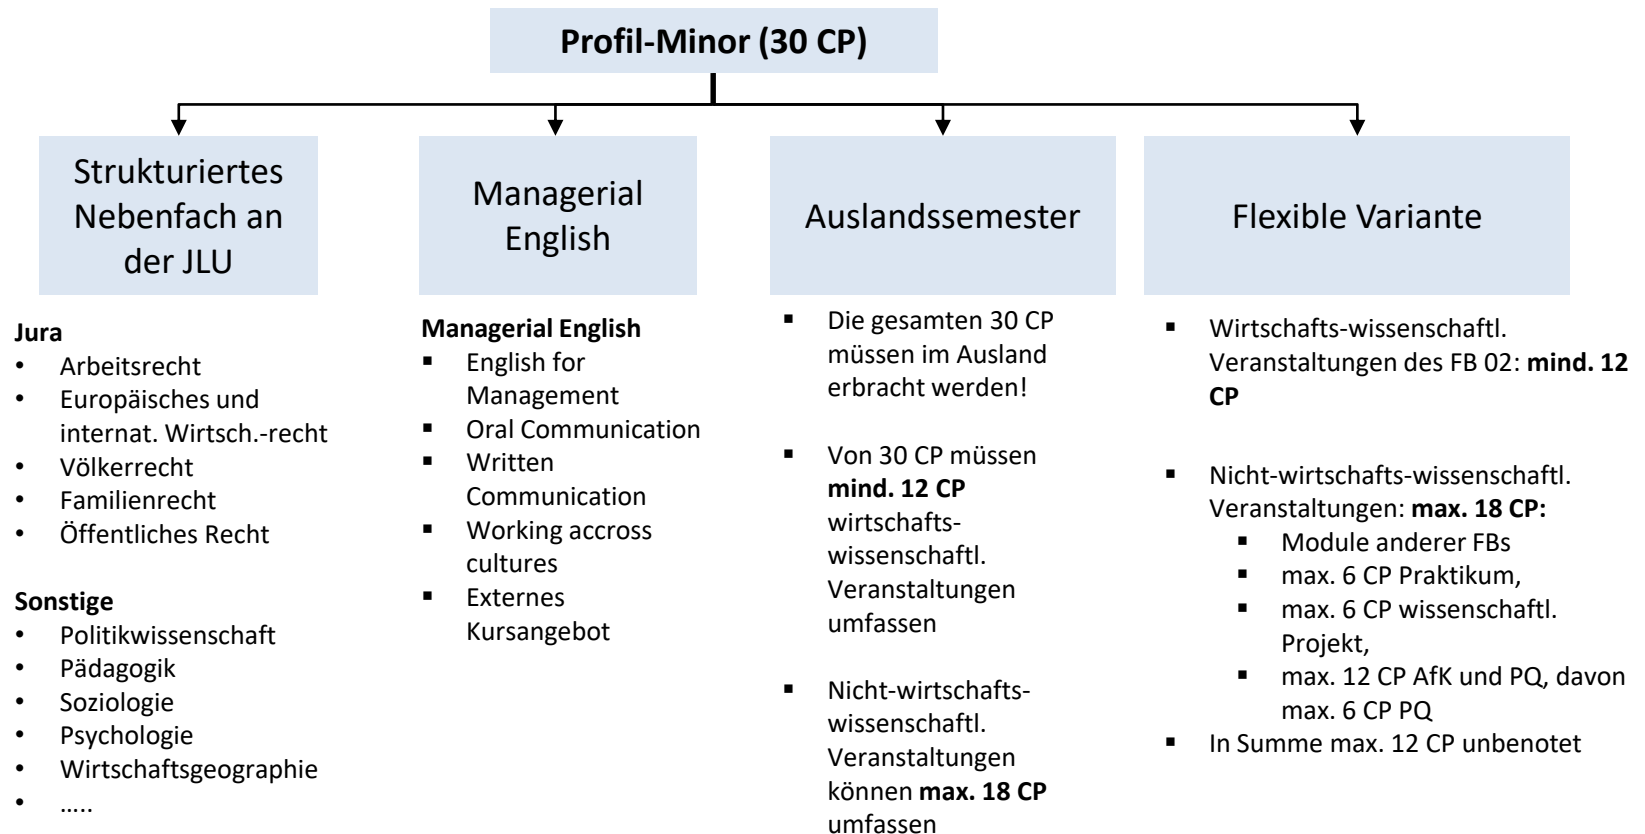 Profil-Minor (30 CP)
Strukturiertes
Nebenfach an
der JLU
Jura
• Arbeitsrecht
• Europäisches und
internat. Wirtsch.-recht
• Völkerrecht
• Familienrecht
• Öffentliches Recht
Sonstige
• Politikwissenschaft
• Pädagogik
• Soziologie
• Psychologie
• Wirtschaftsgeographie
• …..
Managerial
English
Managerial English
▪ English for
Management
▪ Oral Communication
▪ Written
Communication
▪ Working accross
cultures
▪ Externes
Kursangebot
Auslandssemester
▪ Die gesamten 30 CP
müssen im Ausland
erbracht werden!
▪ Von 30 CP müssen
mind. 12 CP
wirtschafts-
wissenschaftl.
Veranstaltungen
umfassen
▪ Nicht-wirtschafts-
wissenschaftl.
Veranstaltungen
können max. 18 CP
umfassen
Flexible Variante
▪ Wirtschafts-wissenschaftl.
Veranstaltungen des FB 02: mind. 12
CP
▪ Nicht-wirtschafts-wissenschaftl.
Veranstaltungen: max. 18 CP:
▪ Module anderer FBs
▪ max. 6 CP Praktikum,
▪ max. 6 CP wissenschaftl.
Projekt,
▪ max. 12 CP AfK und PQ, davon
max. 6 CP PQ
▪ In Summe max. 12 CP unbenotet